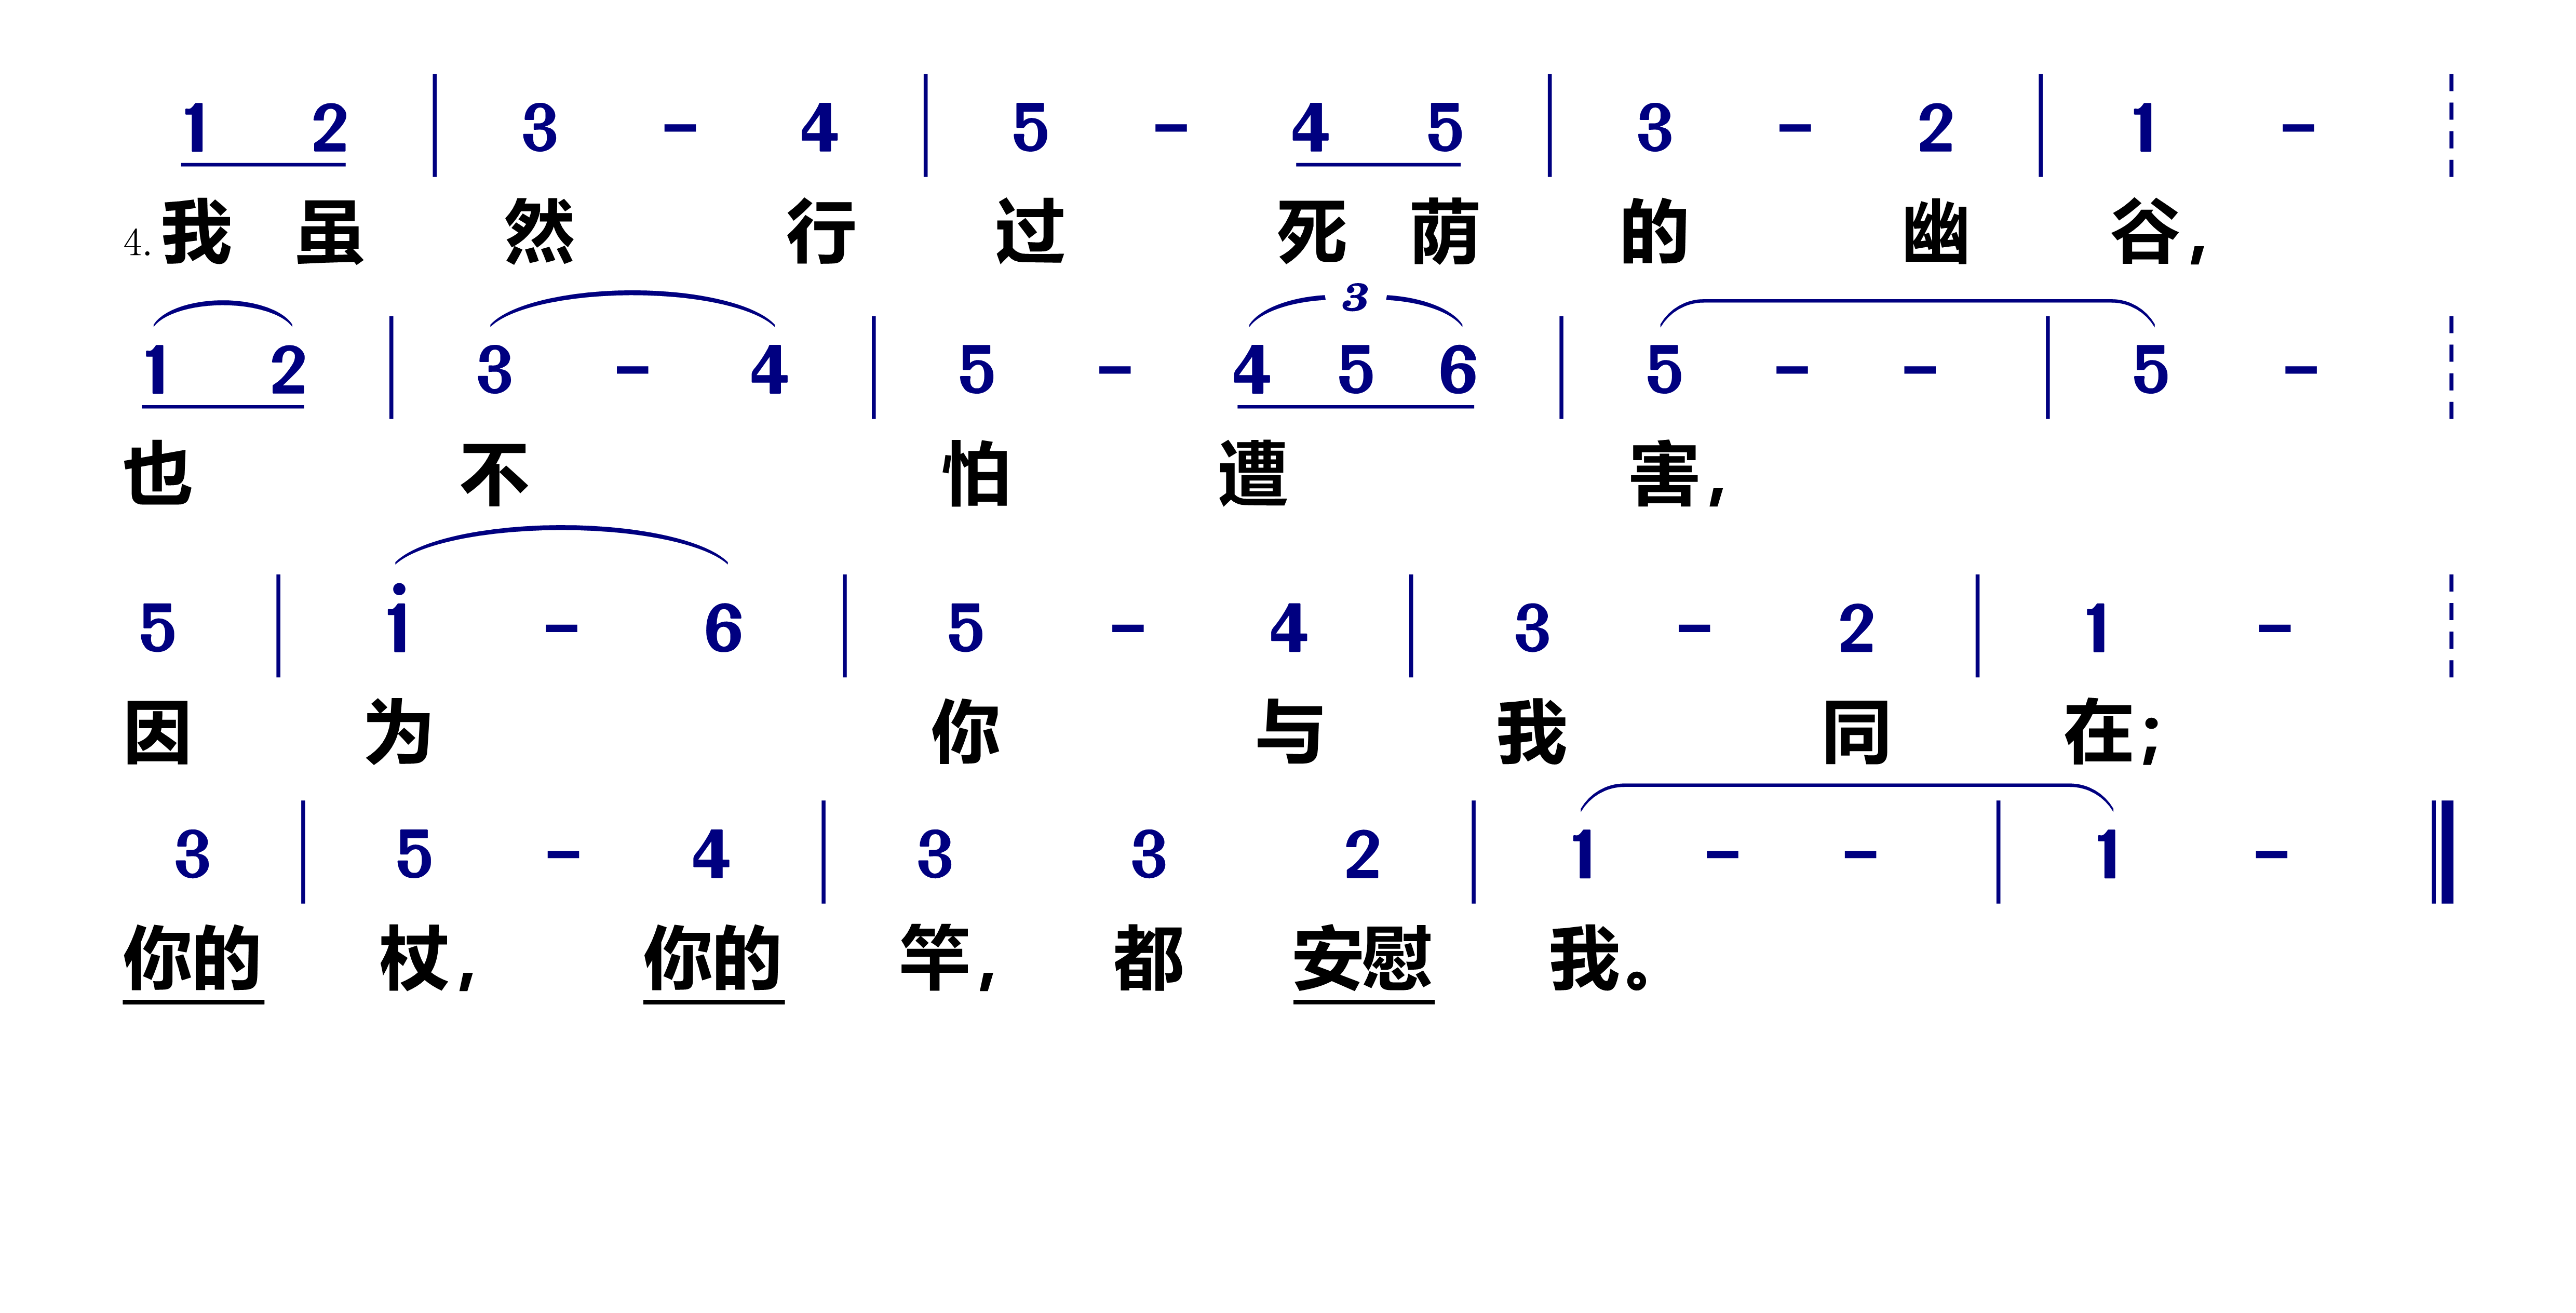 1 2 | 3 - 4 | 5 - 4 5 | 3 - 2 | 1 - ¦
4. 我 虽 然 行 过 死 荫 的 幽 谷,
3
1 2 | 3 - 4 | 5 - 4 5 6 | 5 - - | 5 - ¦
也 不 怕 遭 害,
5 | i - 6 | 5 - 4 | 3 - 2 | 1 - ¦
因 为 你 与 我 同 在;
3 | 5 - 4 | 3 3 2 | 1 - - | 1 - ‖
你的 杖, 你的 竿, 都 安慰 我。